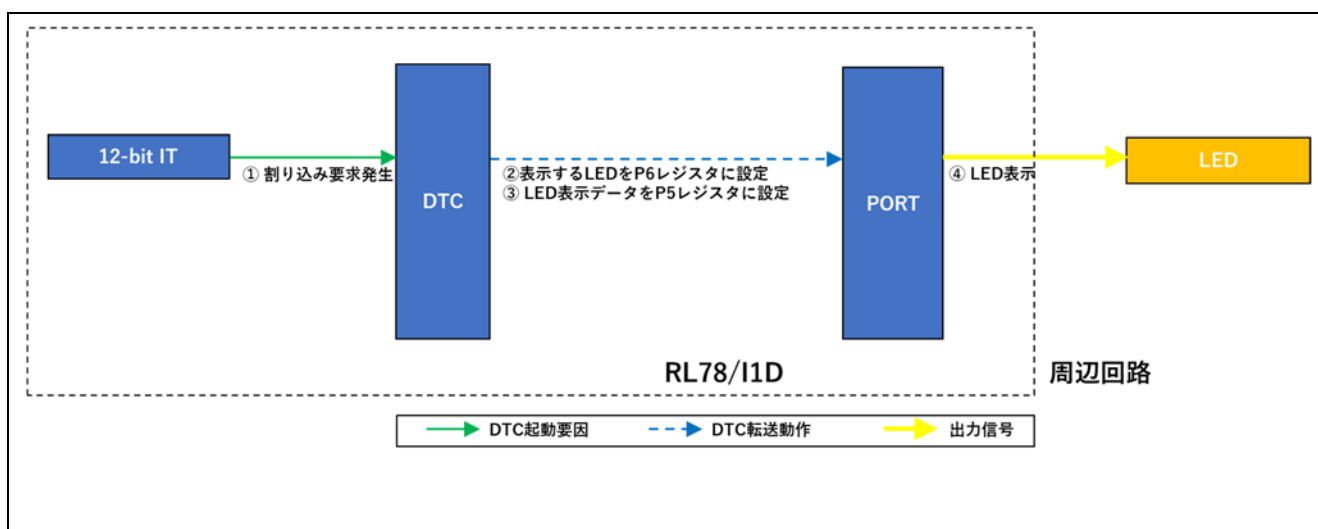 12-bit IT
① 割り込み要求発生
DTC
②表示するLEDをP6レジスタに設定
③ LED表示データをP5レジスタに設定
PORT
④ LED表示
LED
RL78/I1D
周辺回路
DTC起動要因
DTC転送動作
出力信号